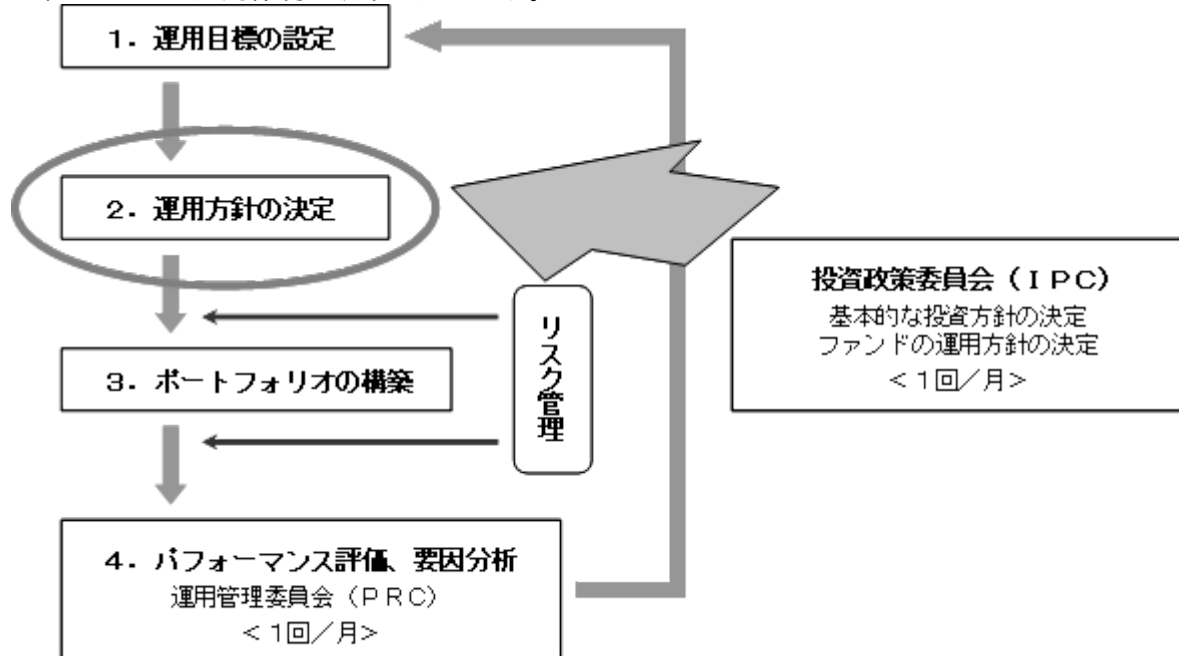 1．運用目標の設定
2．運用方針の決定
3．ポートフォリオの構築
リスク管理
4．パフォーマンス評価、要因分析
運用管理委員会（ＰＲＣ）
＜1回／月＞
投資政策委員会（ＩＰＣ）
基本的な投資方針の決定
ファンドの運用方針の決定
＜1回／月＞